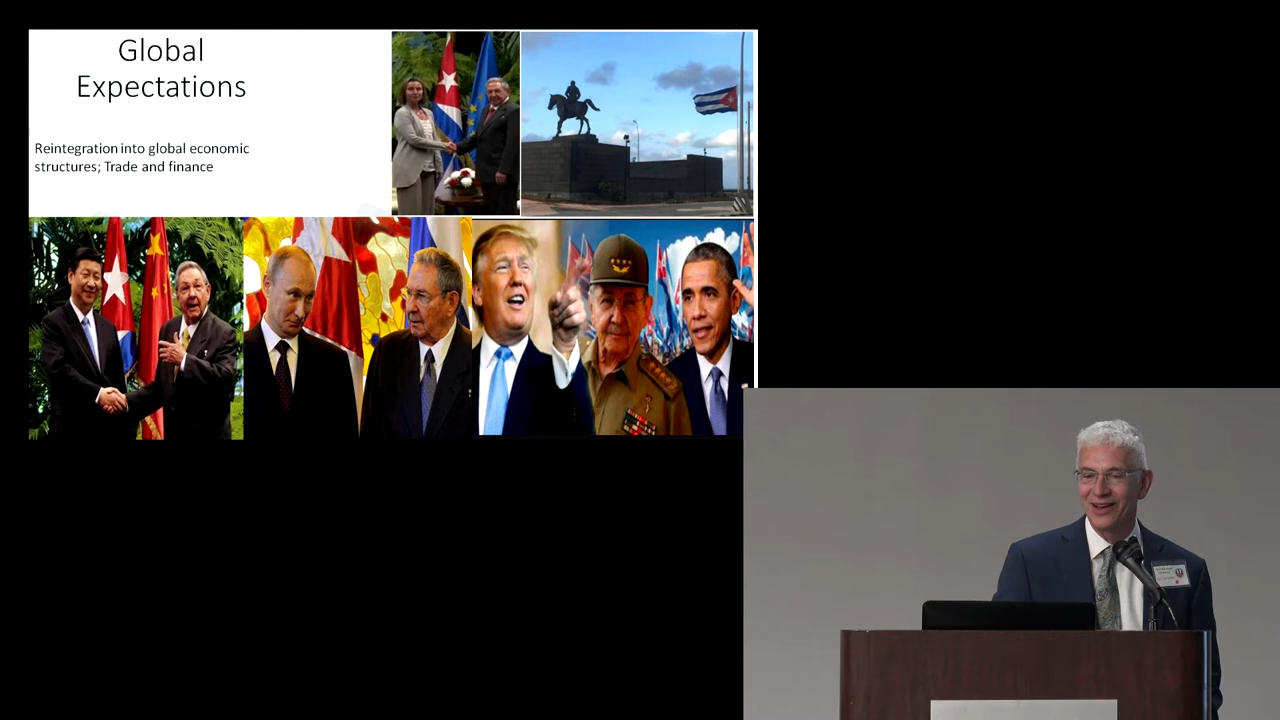 Global
Expectations
Reintegration into global economic
structures; Trade and finance